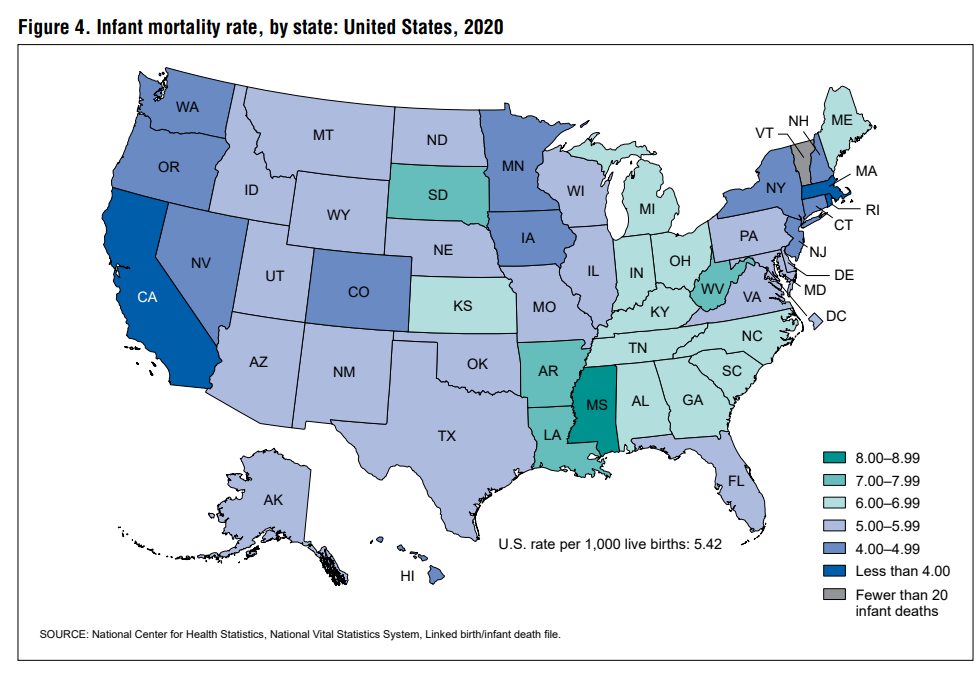 Figure 4. Infant mortality rate, by state: United States, 2020
WA
OR
CA
NV
ID
MT
WY
UT
CO
AZ
NM
ND
SD
NE
KS
OK
TX
MN
IA
MO
AR
LA
WI
IL
MI
IN
OH
KY
TN
MS
AL
GA
FL
SC
NC
VA
WV
PA
NY
VT
NH
ME
MA
RI
CT
NJ
DE
MD
DC
AK
HI
8.00–8.99
7.00–7.99
6.00–6.99
5.00–5.99
4.00–4.99
Less than 4.00
Fewer than 20
infant deaths
U.S. rate per 1,000 live births: 5.42
SOURCE: National Center for Health Statistics, National Vital Statistics System, Linked birth/infant death file.